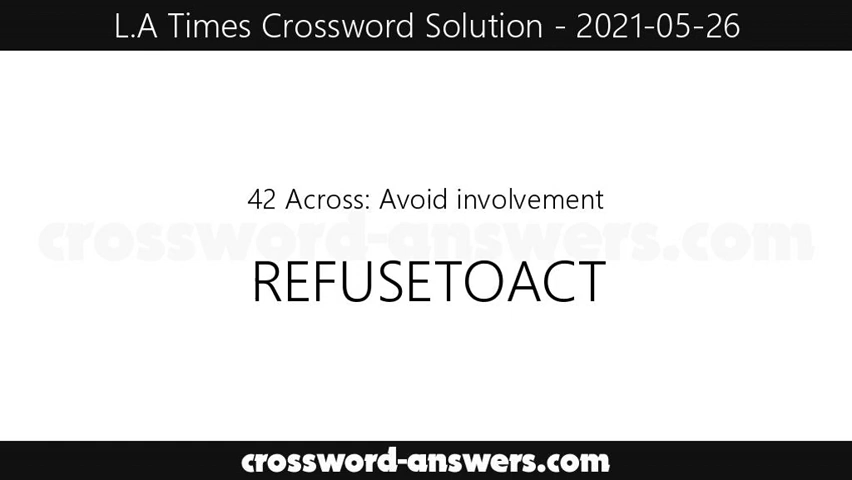 L.A Times Crossword Solution - 2021-05-26
42 Across: Avoid involvement
crossword-answers.com
REFUSETOACT
crossword-answers.com